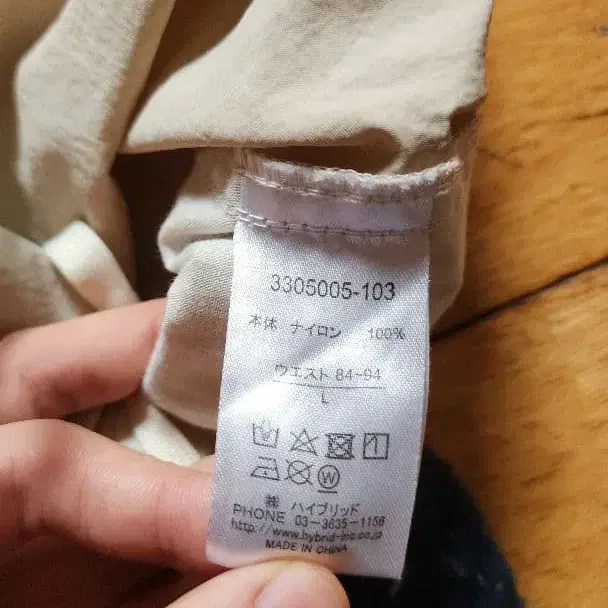 3305005-103
本体 ナイロン 100%
ウエスト 84-94
L
W
㈱ ハイブリッド
PHONE 03-3635-1156
http://www.hybrid-inc.co.jp
MADE IN CHINA